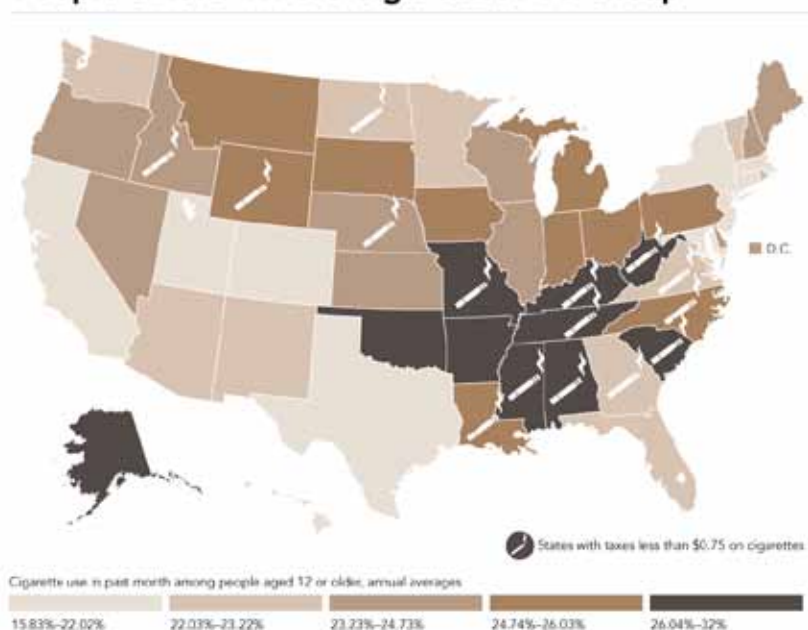 D.C.
States with taxes less than $0.75 on cigarettes
Cigarette use in past month among people aged 12 or older, annual averages
15.83%–22.02%
22.03%–23.22%
23.23%–24.73%
24.74%–26.03%
26.04%–32%